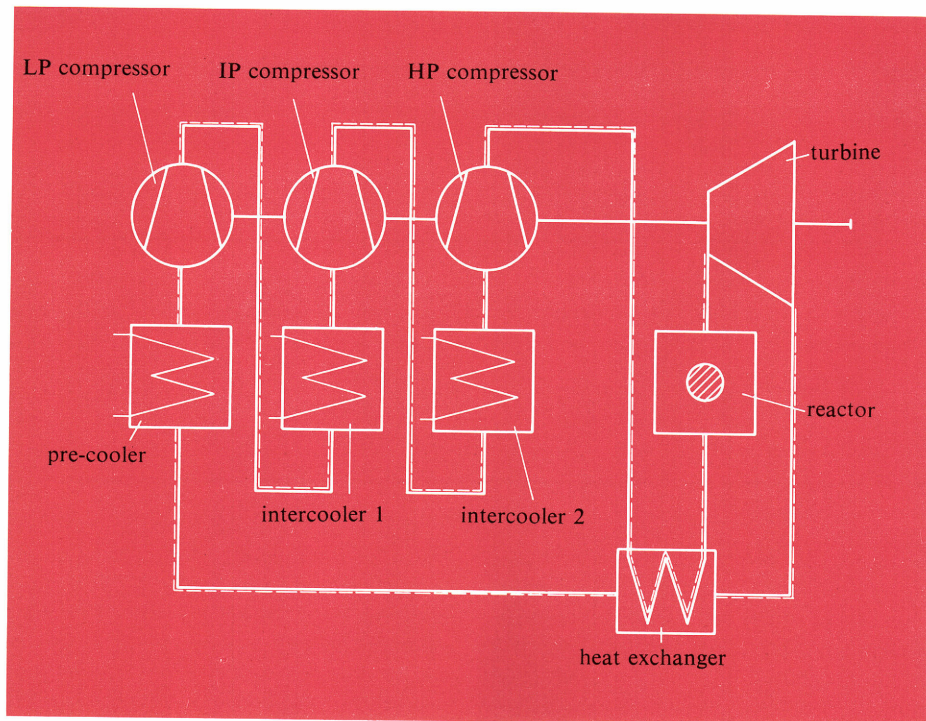 LP compressor
IP compressor
HP compressor
turbine
reactor
pre-cooler
intercooler 1
intercooler 2
heat exchanger